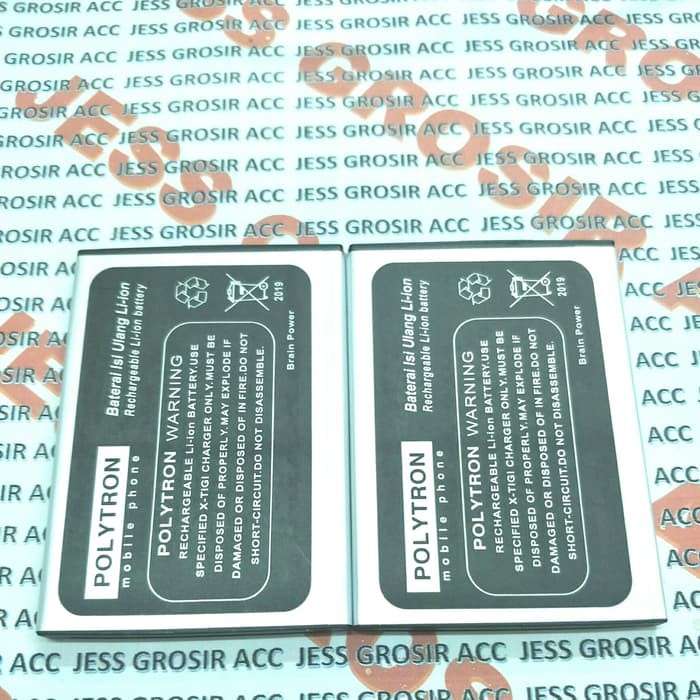 JESS GROSIR ACC
POLYTRON
mobile phone
Baterai Isi Ulang Li-Ion
Rechargeable Li-ion battery
POLYTRON WARNING
RECHARGEABLE Li-ion BATTERY.USE
SPECIFIED X-TIGI CHARGER ONLY.MUST BE
DISPOSED OF PROPERLY.MAY EXPLODE IF
DAMAGED OR DISPOSED OF IN FIRE.DO NOT
SHORT-CIRCUIT.DO NOT DISASSEMBLE.
2019
Brain Power
POLYTRON
mobile phone
Baterai Isi Ulang Li-Ion
Rechargeable Li-ion battery
POLYTRON WARNING
RECHARGEABLE Li-ion BATTERY.USE
SPECIFIED X-TIGI CHARGER ONLY.MUST BE
DISPOSED OF PROPERLY.MAY EXPLODE IF
DAMAGED OR DISPOSED OF IN FIRE.DO NOT
SHORT-CIRCUIT.DO NOT DISASSEMBLE.
2019
Brain Power
JESS GROSIR ACC JESS GROSIR ACC JESS GROSIR ACC